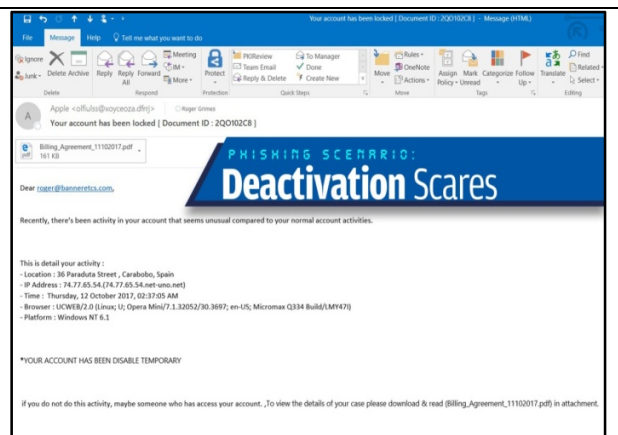 Your account has been locked [ Document ID : 2QO102C8 ] - Message (HTML)
File Message Help Tell me what you want to do
Ignore
Junk
Delete Archive
Reply Reply All Forward
Meeting
IM
More
Protect
PKIReview
Team Email
Reply & Delete
To Manager
Done
Create New
Move
Rules
OneNote
Actions
Assign Policy Mark Unread Categorize Follow Up
Translate
Find
Related
Select
Delete Respond Protection Quick Steps Move Tags Editing
A
Apple <olfiulss@xoyceoza.dfnj> Roger Grimes
Your account has been locked [ Document ID : 2QO102C8 ]
Billing_Agreement_11102017.pdf
161 KB
PHISHING SCENARIO:
Deactivation Scares
Dear roger@banneretcs.com,
Recently, there's been activity in your account that seems unusual compared to your normal account activities.
This is detail your activity :
- Location : 36 Paraduta Street , Carabobo, Spain
- IP Address : 74.77.65.54.(74.77.65.54.net-uno.net)
- Time : Thursday, 12 October 2017, 02:37:05 AM
- Browser : UCWEB/2.0 (Linux; U; Opera Mini/7.1.32052/30.3697; en-US; Micromax Q334 Build/LMY47I)
- Platform : Windows NT 6.1
*YOUR ACCOUNT HAS BEEN DISABLE TEMPORARY
if you do not do this activity, maybe someone who has access your account. ,To view the details of your case please download & read (Billing_Agreement_11102017.pdf) in attachment.